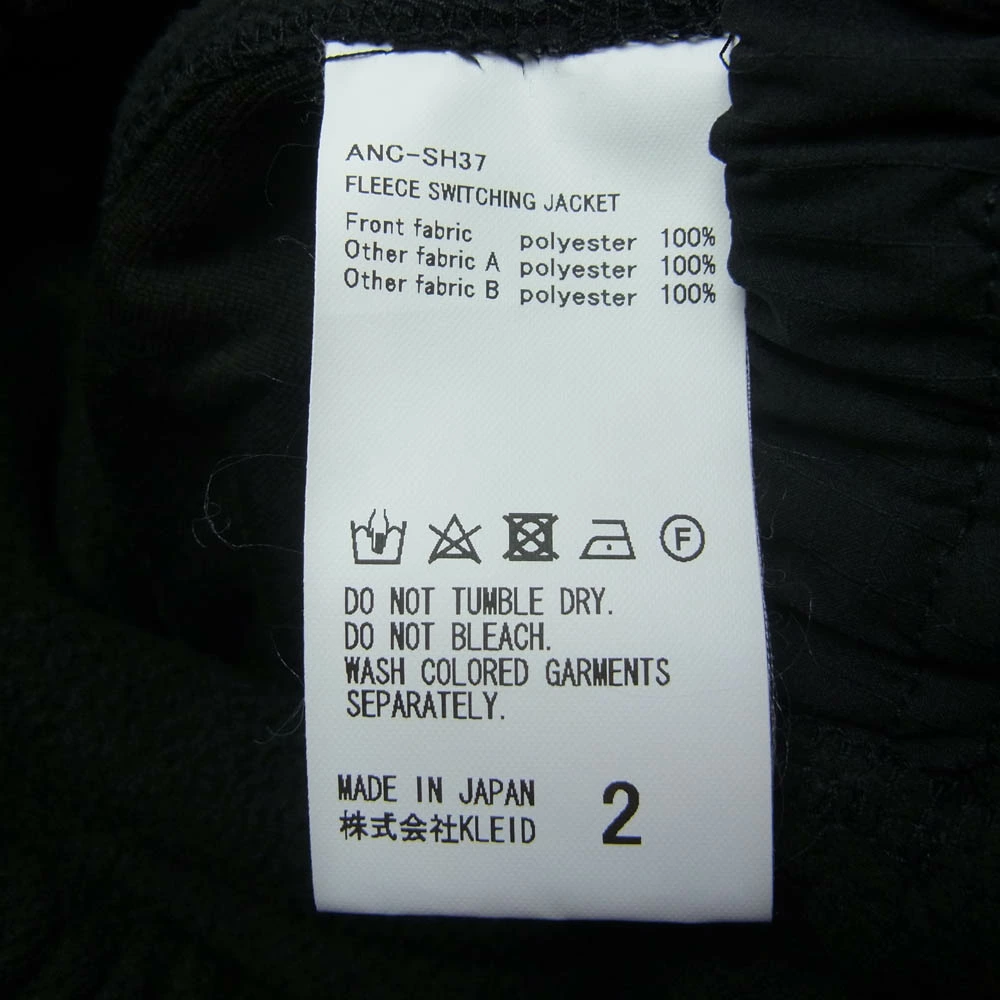 ANC-SH37
FLEECE SWITCHING JACKET
Front fabric polyester 100%
Other fabric A polyester 100%
Other fabric B polyester 100%
F
DO NOT TUMBLE DRY.
DO NOT BLEACH.
WASH COLORED GARMENTS
SEPARATELY.
MADE IN JAPAN
株式会社KLEID
2